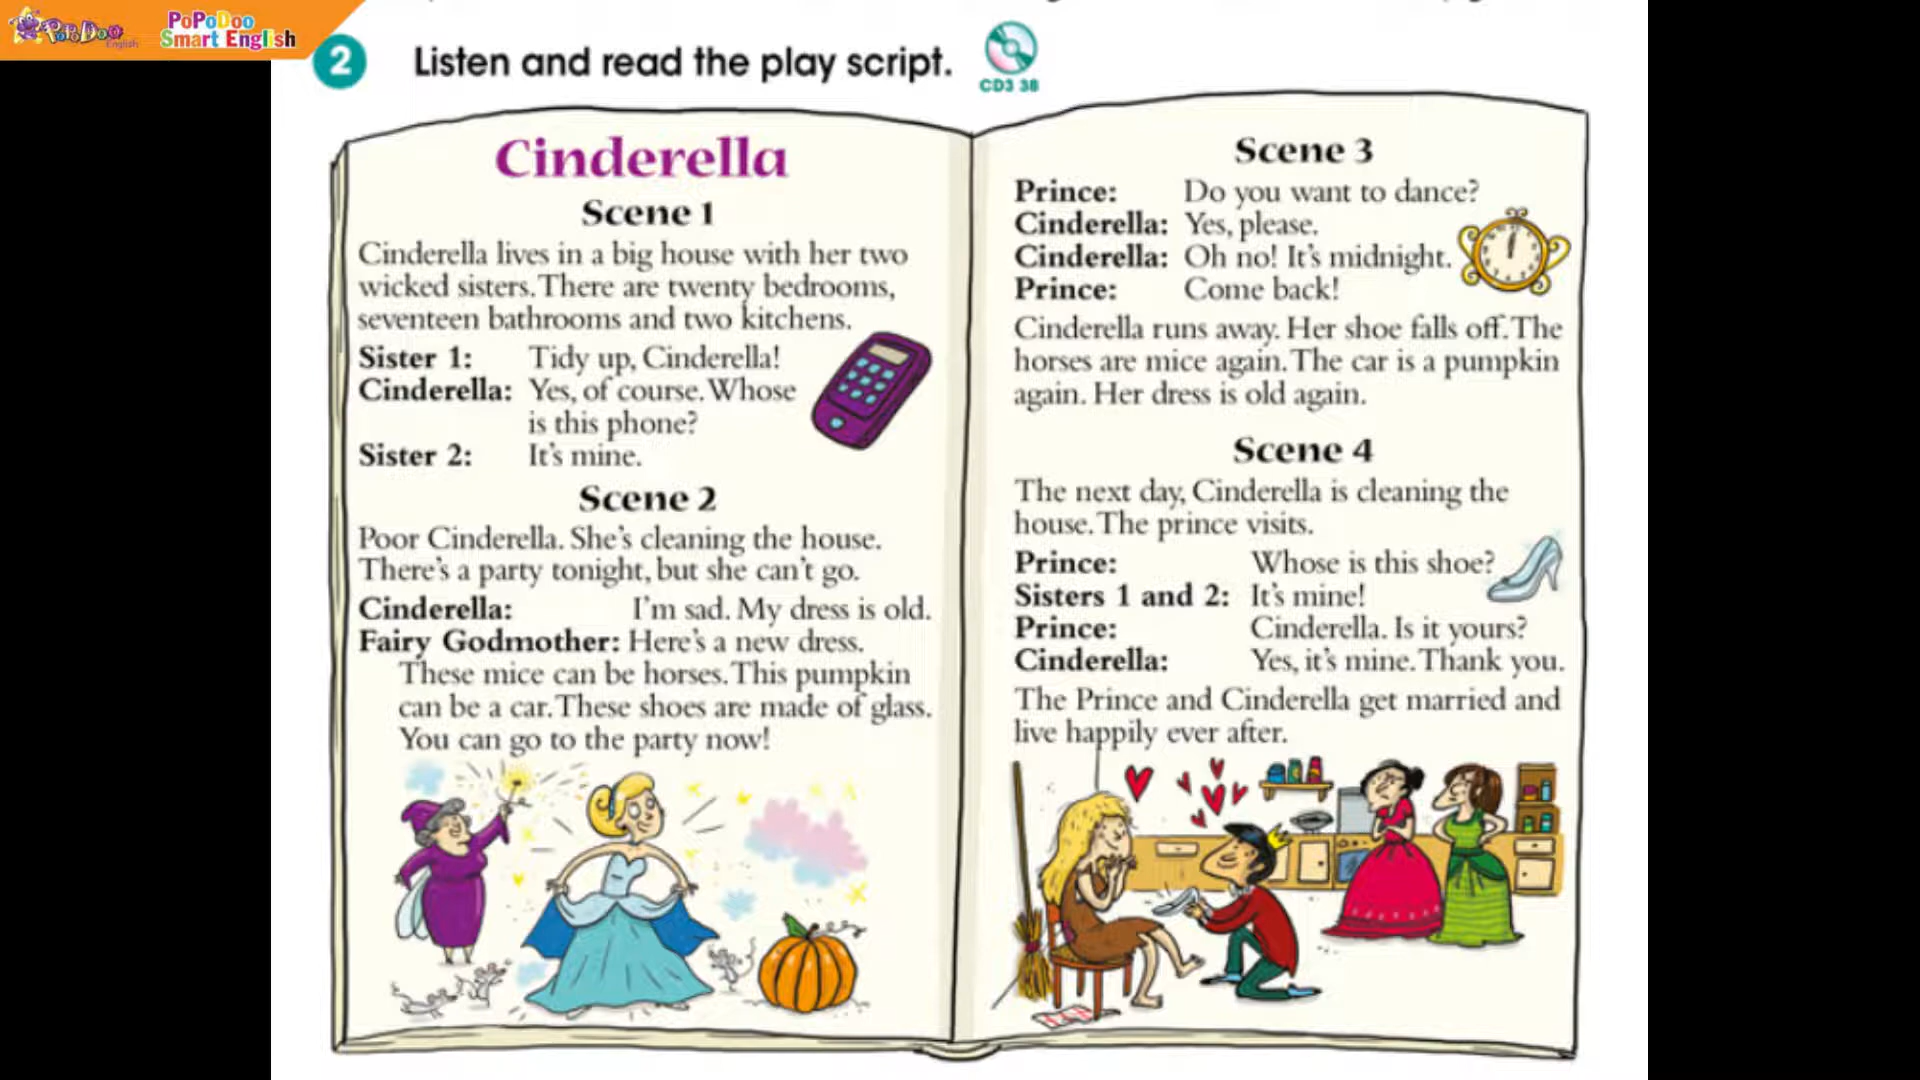 PoPoDoo
English
PoPoDoo
Smart English
2 Listen and read the play script.
CD3 38
Cinderella
Scene 1
Cinderella lives in a big house with her two
wicked sisters. There are twenty bedrooms,
seventeen bathrooms and two kitchens.
Sister 1: Tidy up, Cinderella!
Cinderella: Yes, of course. Whose
is this phone?
Sister 2: It's mine.
Scene 2
Poor Cinderella. She's cleaning the house.
There's a party tonight, but she can't go.
Cinderella: I'm sad. My dress is old.
Fairy Godmother: Here's a new dress.
These mice can be horses. This pumpkin
can be a car. These shoes are made of glass.
You can go to the party now!
Scene 3
Prince: Do you want to dance?
Cinderella: Yes, please.
Cinderella: Oh no! It's midnight.
Prince: Come back!
Cinderella runs away. Her shoe falls off. The
horses are mice again. The car is a pumpkin
again. Her dress is old again.
Scene 4
The next day, Cinderella is cleaning the
house. The prince visits.
Prince: Whose is this shoe?
Sisters 1 and 2: It's mine!
Prince: Cinderella. Is it yours?
Cinderella: Yes, it's mine. Thank you.
The Prince and Cinderella get married and
live happily ever after.